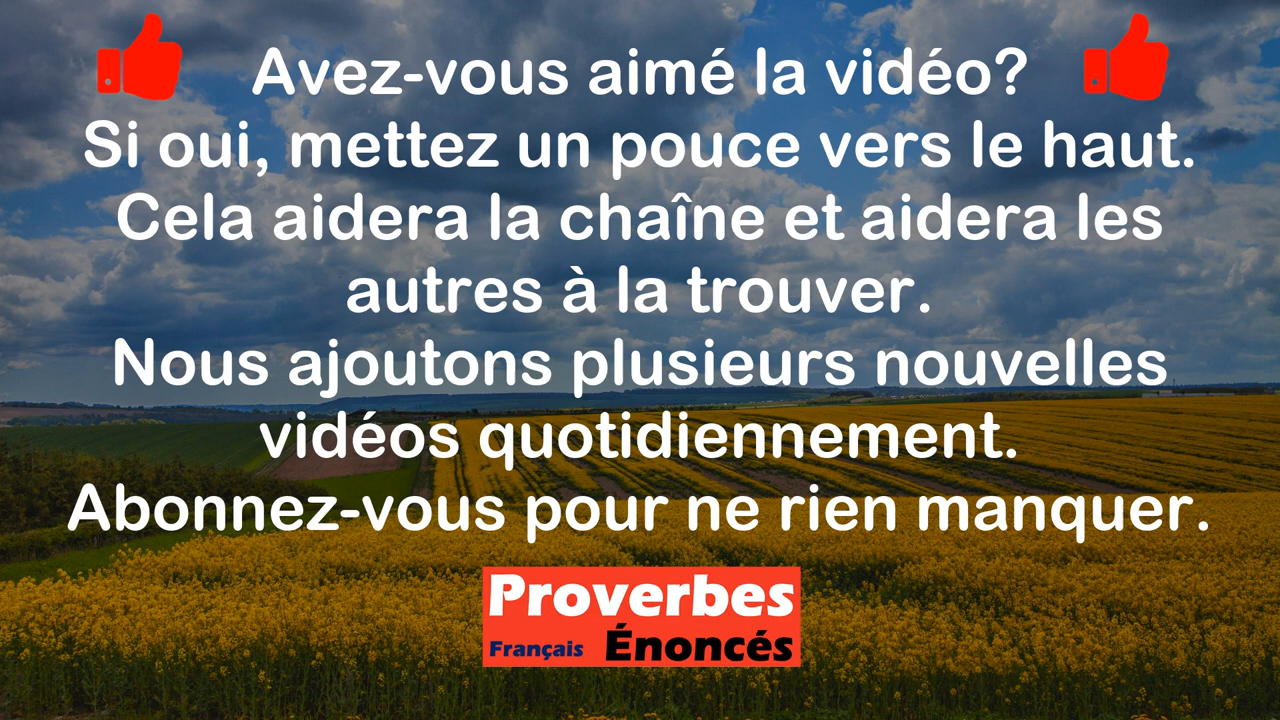 Avez-vous aimé la vidéo?
Si oui, mettez un pouce vers le haut.
Cela aidera la chaîne et aidera les
autres à la trouver.
Nous ajoutons plusieurs nouvelles
vidéos quotidiennement.
Abonnez-vous pour ne rien manquer.
Proverbes
Français Énoncés